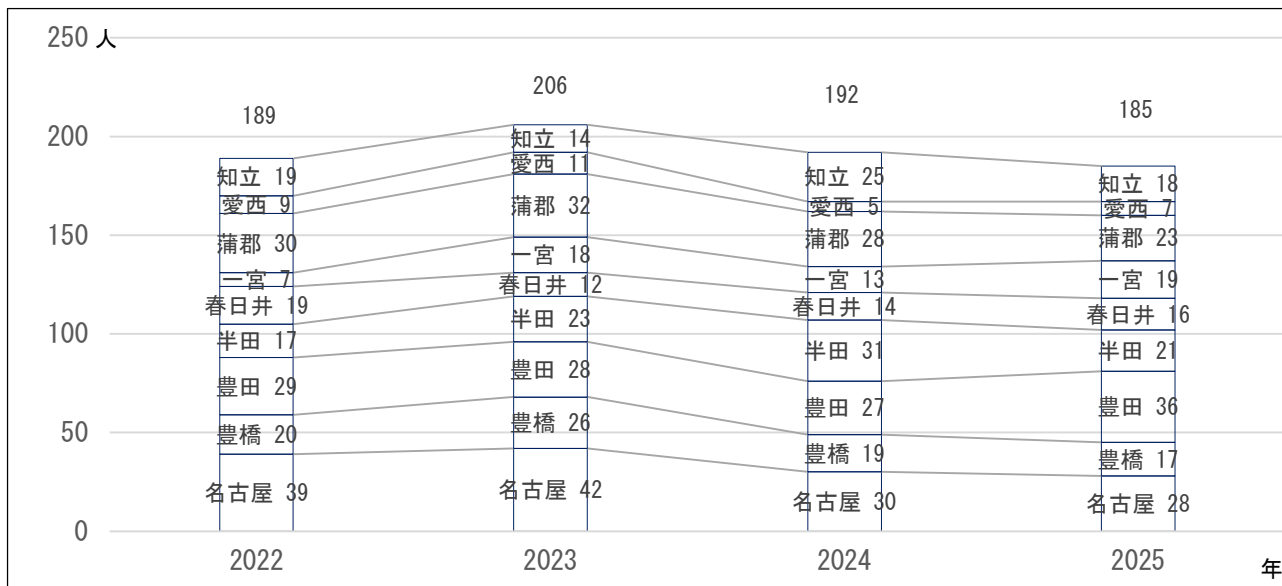 250 人
206
192
189
185
200
知立 19
知立 14
知立 25
知立 18
愛西 9
愛西 11
愛西 5
愛西 7
蒲郡 30
蒲郡 32
蒲郡 28
蒲郡 23
150
一宮 7
一宮 18
一宮 13
一宮 19
春日井 19
春日井 12
春日井 14
春日井 16
100
半田 17
半田 23
半田 31
半田 21
豊田 29
豊田 28
豊田 27
豊田 36
50
豊橋 20
豊橋 26
豊橋 19
豊橋 17
名古屋 39
名古屋 42
名古屋 30
名古屋 28
0
2022
2023
2024
2025
年